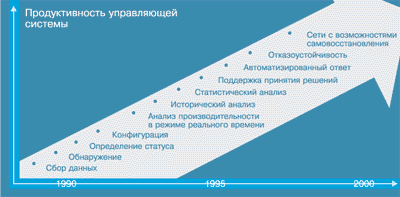 Продуктивность управляющей
системы
Сети с возможностями
самовосстановления
Отказоустойчивость
Автоматизированный ответ
Поддержка принятия решений
Статистический анализ
Исторический анализ
Анализ производительности
в режиме реального времени
Конфигурация
Определение статуса
Обнаружение
Сбор данных
1990
1995
2000